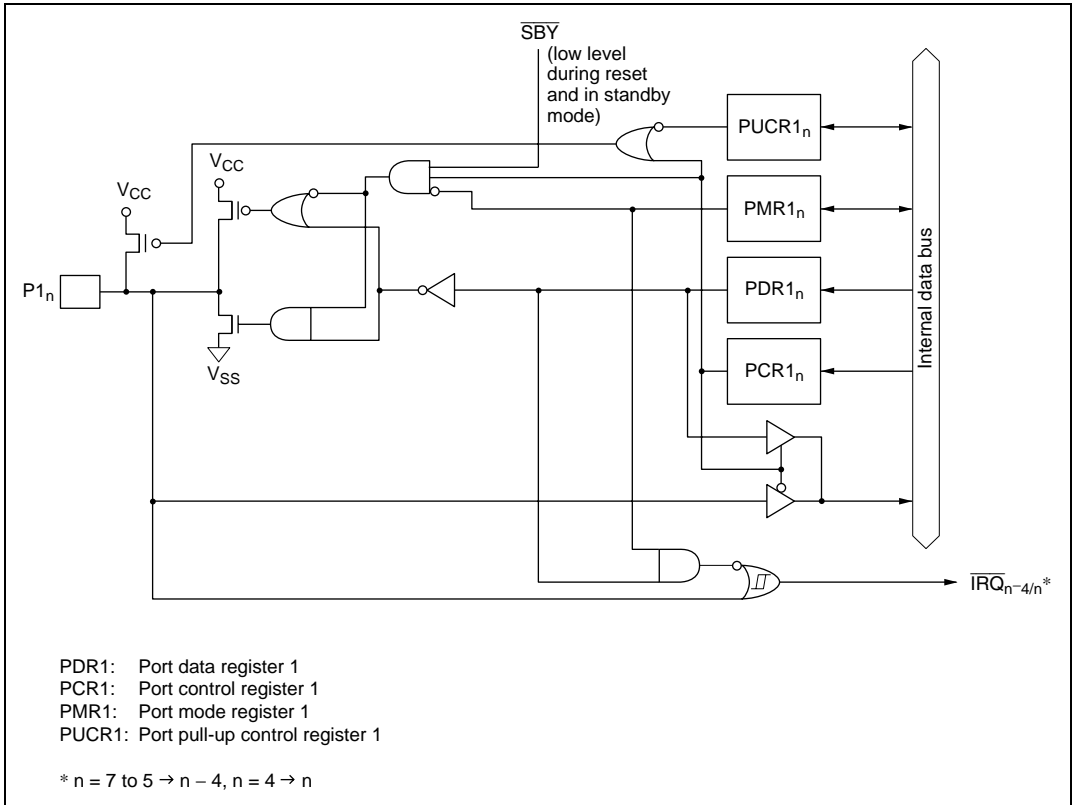 SBY
(low level
during reset
and in standby
mode)
PUCR1n
VCC
VCC
PMR1n
P1n
PDR1n
Internal data bus
VSS
PCR1n
IRQn−4/n*
PDR1: Port data register 1
PCR1: Port control register 1
PMR1: Port mode register 1
PUCR1: Port pull-up control register 1
* n = 7 to 5 → n − 4, n = 4 → n